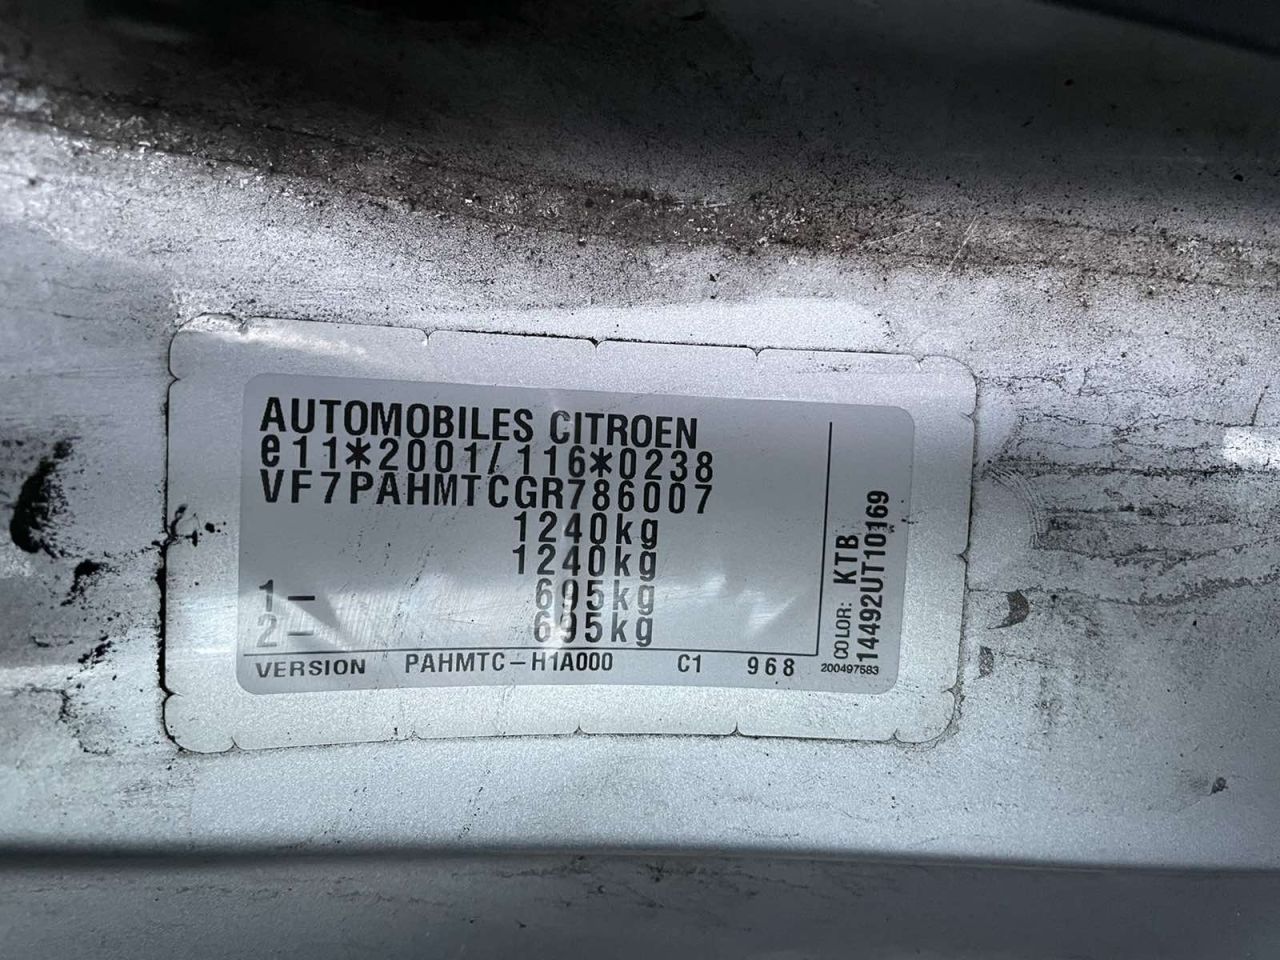 AUTOMOBILES CITROEN
e11*2001/116*0238
VF7PAHMTCGR786007
1240kg
1240kg
1- 695kg
2- 695kg
VERSION PAHMTC-H1A000 C1 968
COLOR: KTB
14492UT10169
200497583